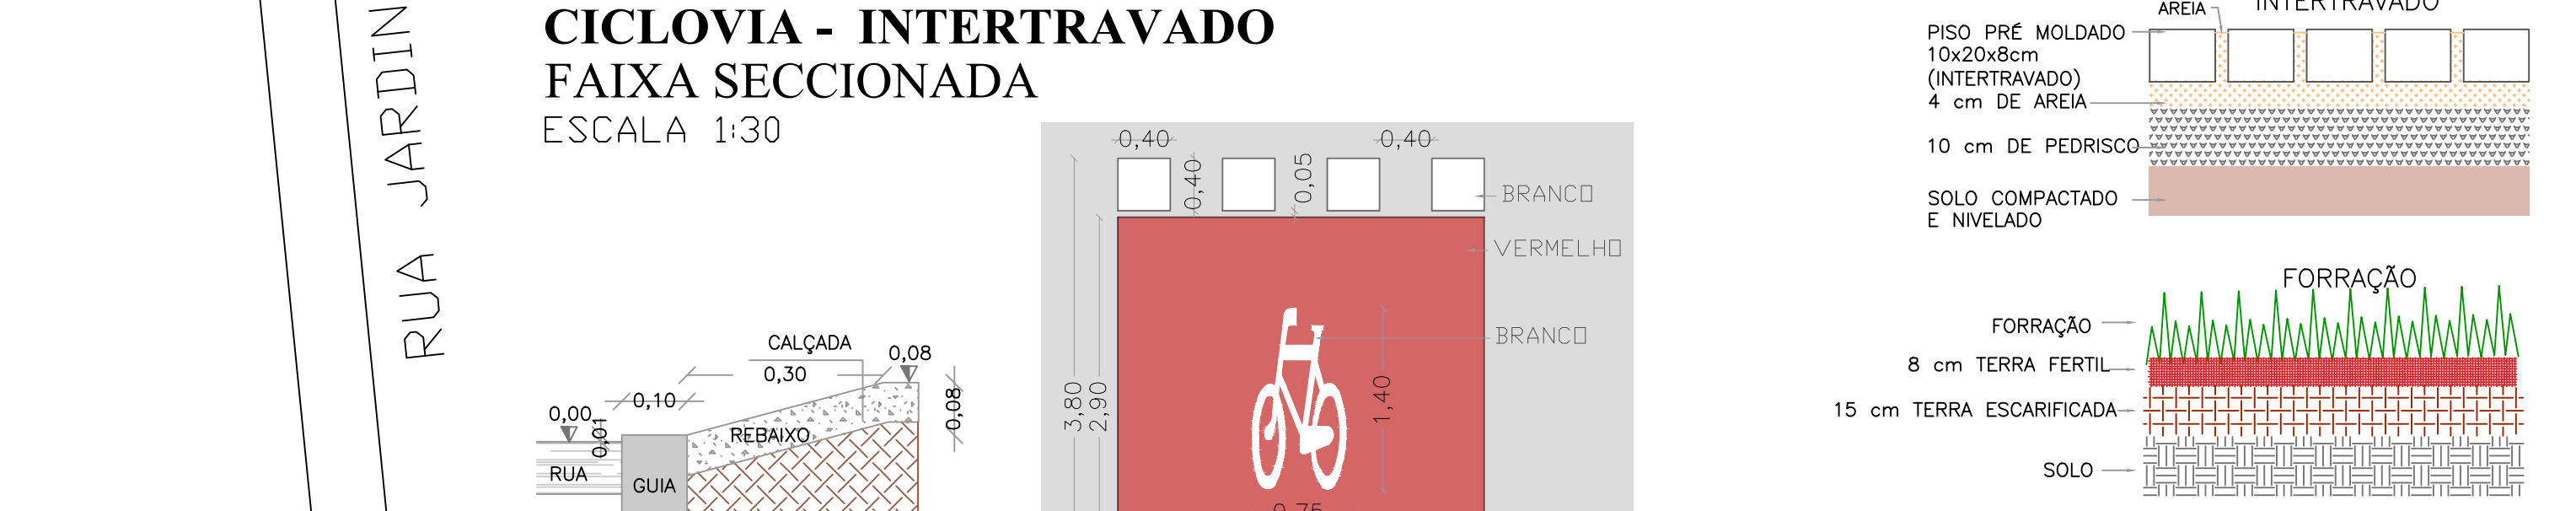 RUA JARDIN
CICLOVIA - INTERTRAVADO
FAIXA SECCIONADA
ESCALA 1:30
CALÇADA
0,30
0,08
0,08
0,10
0,00
0,01
REBAIXO
RUA
GUIA
0,40
0,40
0,40
0,05
BRANCO
VERMELHO
BRANCO
3,80
2,90
1,40
0,75
AREIA
INTERTRAVADO
PISO PRÉ MOLDADO
10x20x8cm
(INTERTRAVADO)
4 cm DE AREIA
10 cm DE PEDRISCO
SOLO COMPACTADO
E NIVELADO
FORRAÇÃO
FORRAÇÃO
8 cm TERRA FERTIL
15 cm TERRA ESCARIFICADA
SOLO